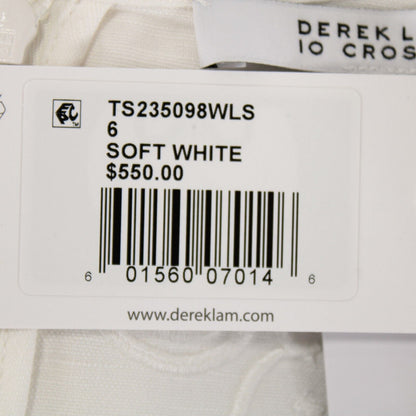 DEREK L
10 CROS
TS235098WLS
6
SOFT WHITE
$550.00
6 01560 07014 6
www.dereklam.com